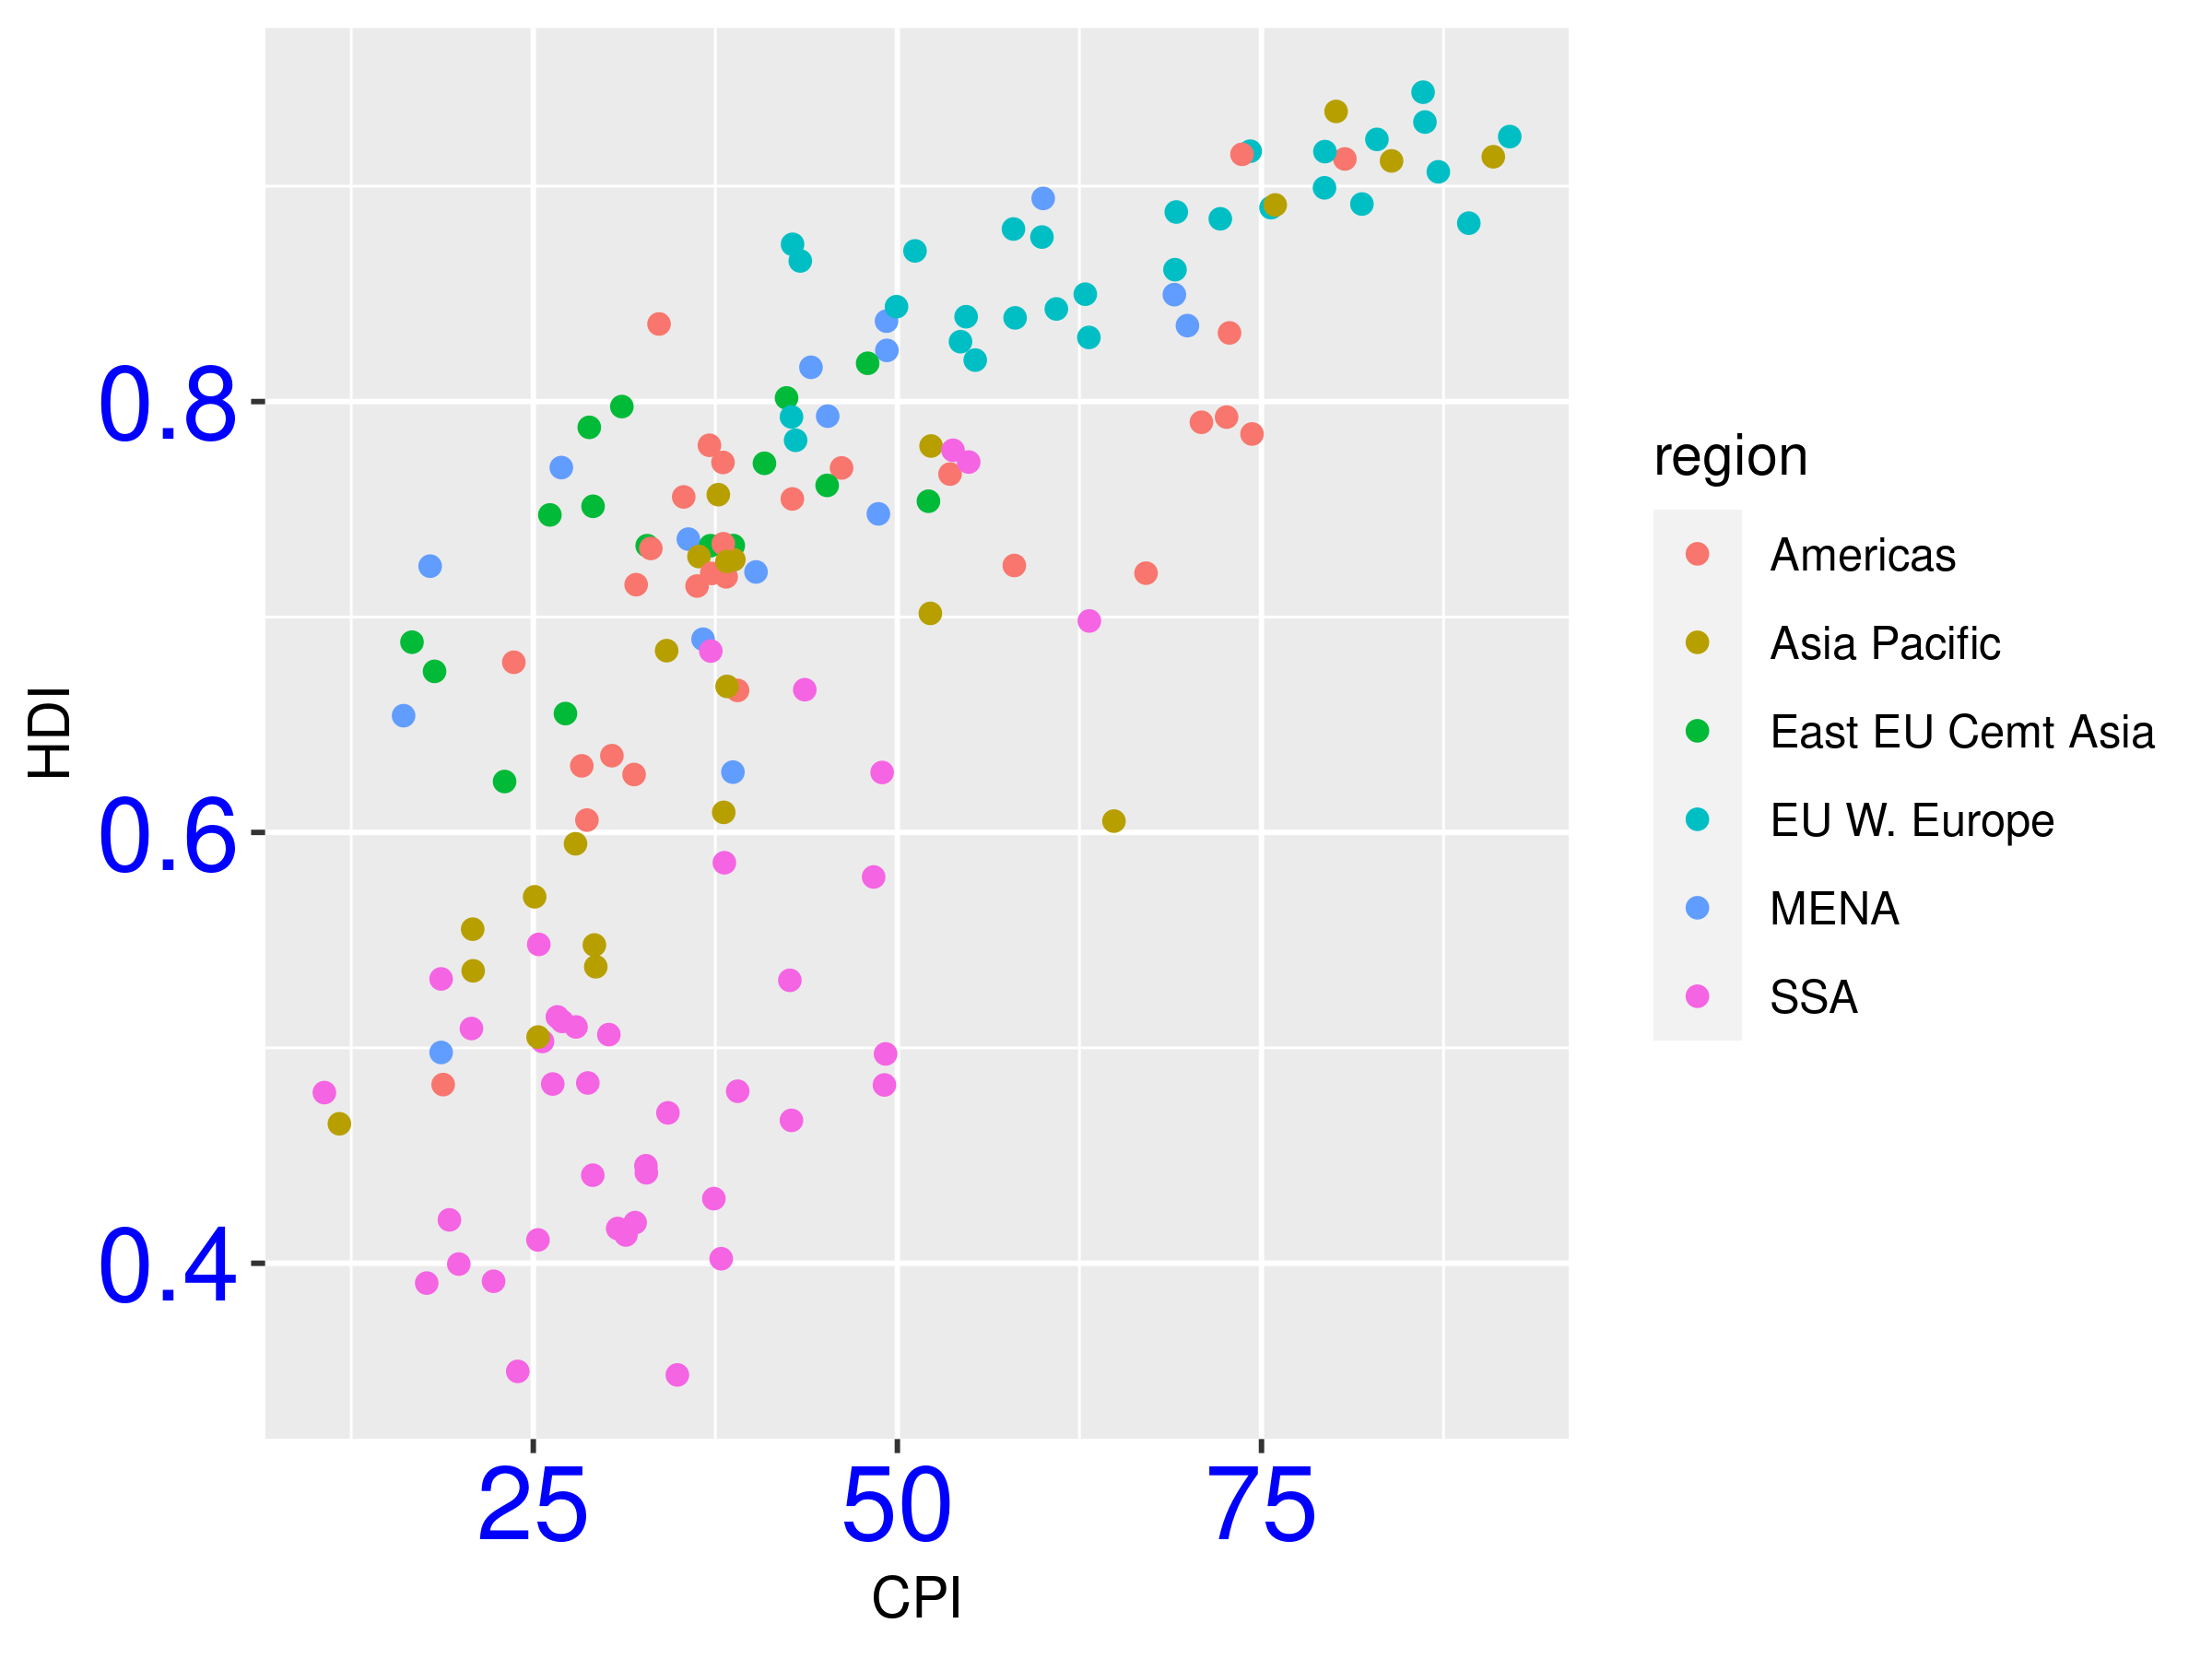 HDI
0.8
0.6
0.4
25 50 75
CPI
region
Americas
Asia Pacific
East EU Cemt Asia
EU W. Europe
MENA
SSA